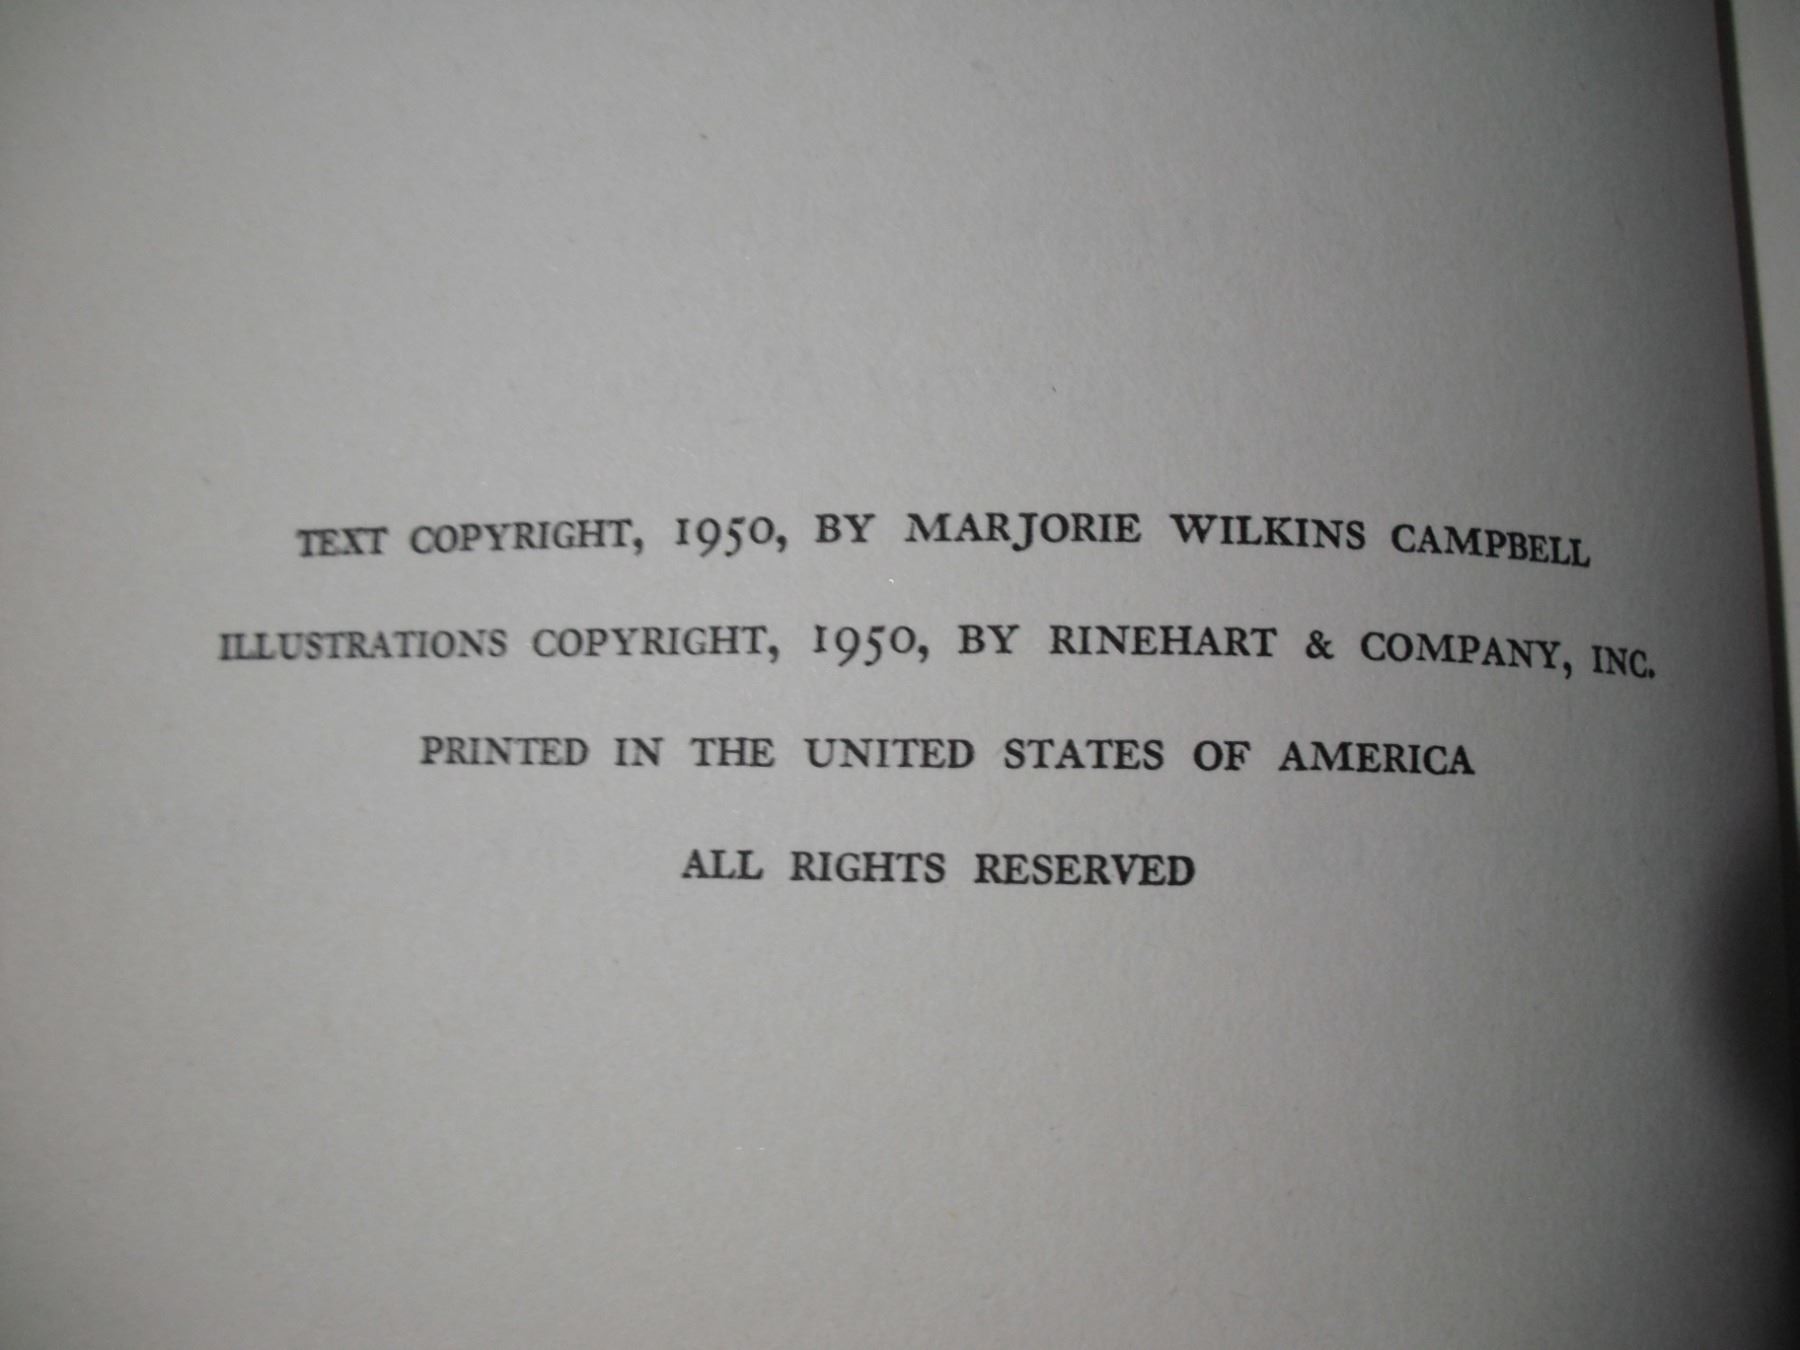 TEXT COPYRIGHT, 1950, BY MARJORIE WILKINS CAMPBELL
ILLUSTRATIONS COPYRIGHT, 1950, BY RINEHART & COMPANY, INC.
PRINTED IN THE UNITED STATES OF AMERICA
ALL RIGHTS RESERVED